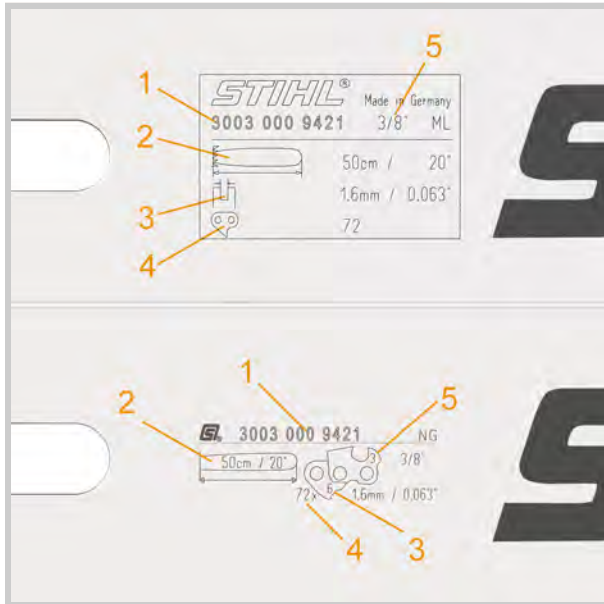 5
1
STIHL®
Made in Germany
3003 000 9421 3/8" ML
2
50cm / 20"
3
1.6mm / 0.063"
4
72
1
2
5
S® 3003 000 9421 NG
50cm / 20" 3 3/8"
72x 6 1.6mm / 0.063"
4
3